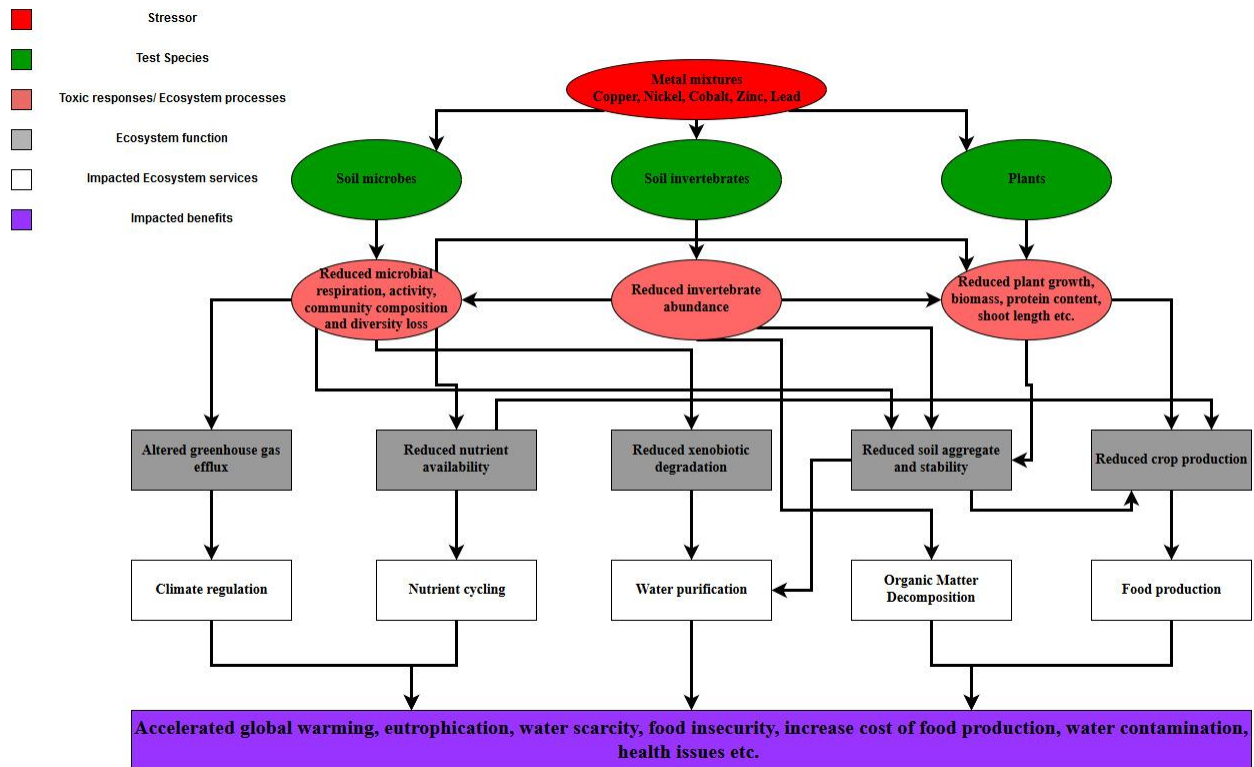 Stressor
Test Species
Toxic responses/ Ecosystem processes
Ecosystem function
Impacted Ecosystem services
Impacted benefits
Metal mixtures
Copper, Nickel, Cobalt, Zinc, Lead
Soil microbes
Soil invertebrates
Plants
Reduced microbial
respiration, activity,
community composition
and diversity loss
Reduced invertebrate
abundance
Reduced plant growth,
biomass, protein content,
shoot length etc.
Altered greenhouse gas
efflux
Reduced nutrient
availability
Reduced xenobiotic
degradation
Reduced soil aggregate
and stability
Reduced crop production
Climate regulation
Nutrient cycling
Water purification
Organic Matter
Decomposition
Food production
Accelerated global warming, eutrophication, water scarcity, food insecurity, increase cost of food production, water contamination,
health issues etc.